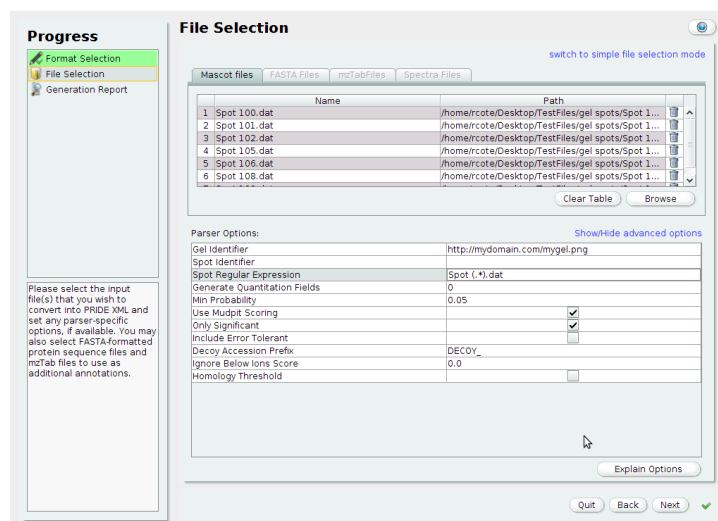 Progress
Format Selection
File Selection
Generation Report
Please select the input
file(s) that you wish to
convert into PRIDE XML and
set any parser-specific
options, if available. You may
also select FASTA-formatted
protein sequence files and
mzTab files to use as
additional annotations.
File Selection
switch to simple file selection mode
Mascot files FASTA Files mzTabFiles Spectra Files
Name Path
1 Spot 100.dat /home/rcote/Desktop/TestFiles/gel spots/Spot 1...
2 Spot 101.dat /home/rcote/Desktop/TestFiles/gel spots/Spot 1...
3 Spot 102.dat /home/rcote/Desktop/TestFiles/gel spots/Spot 1...
4 Spot 105.dat /home/rcote/Desktop/TestFiles/gel spots/Spot 1...
5 Spot 106.dat /home/rcote/Desktop/TestFiles/gel spots/Spot 1...
6 Spot 108.dat /home/rcote/Desktop/TestFiles/gel spots/Spot 1...
Clear Table Browse
Parser Options: Show/Hide advanced options
Gel Identifier http://mydomain.com/mygel.png
Spot Identifier
Spot Regular Expression Spot (.*).dat
Generate Quantitation Fields 0
Min Probability 0.05
Use Mudpit Scoring
Only Significant
Include Error Tolerant
Decoy Accession Prefix DECOY_
Ignore Below Ions Score 0.0
Homology Threshold
Explain Options
Quit Back Next